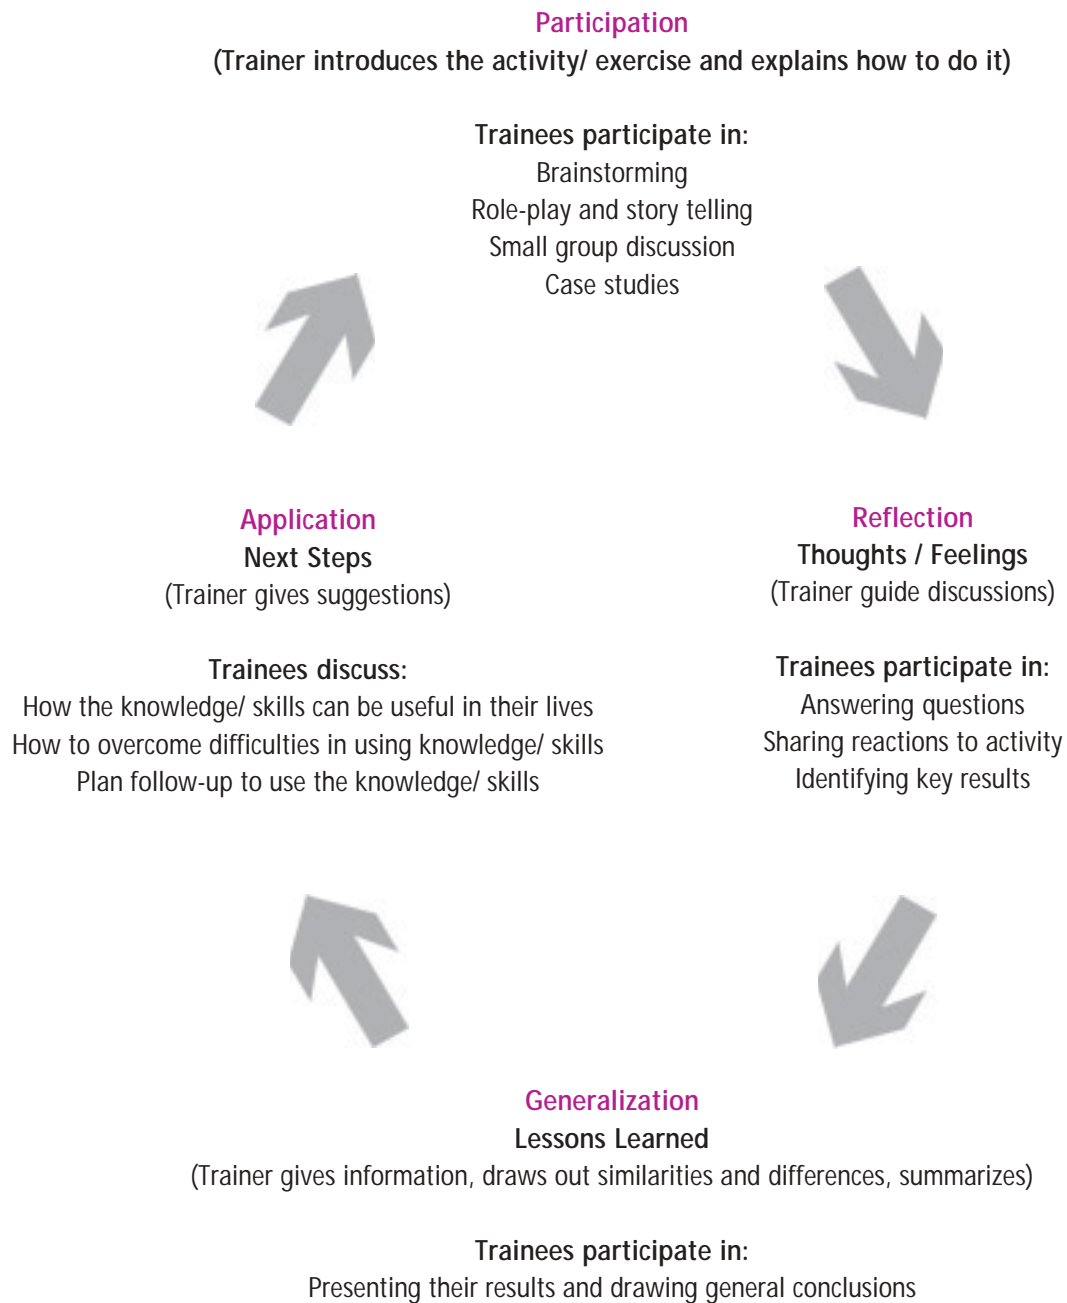 Participation
(Trainer introduces the activity/ exercise and explains how to do it)
Trainees participate in:
Brainstorming
Role-play and story telling
Small group discussion
Case studies
Application
Next Steps
(Trainer gives suggestions)
Trainees discuss:
How the knowledge/ skills can be useful in their lives
How to overcome difficulties in using knowledge/ skills
Plan follow-up to use the knowledge/ skills
Reflection
Thoughts / Feelings
(Trainer guide discussions)
Trainees participate in:
Answering questions
Sharing reactions to activity
Identifying key results
Generalization
Lessons Learned
(Trainer gives information, draws out similarities and differences, summarizes)
Trainees participate in:
Presenting their results and drawing general conclusions